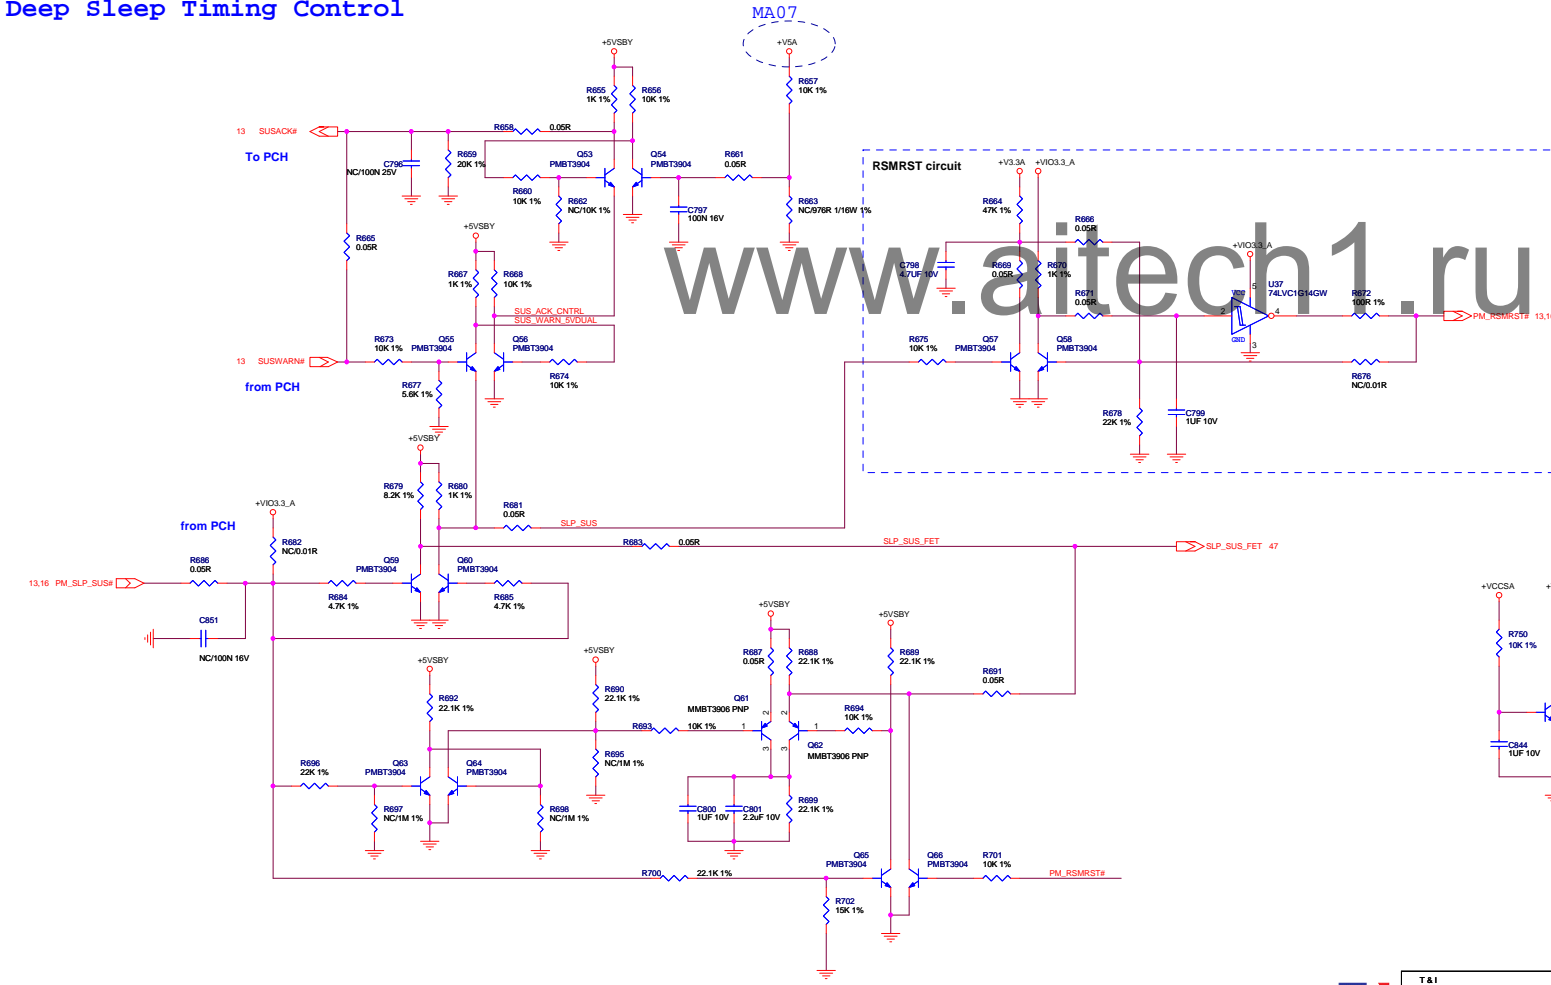 Deep Sleep Timing Control
MA07
+5VSBY
+V5A
R655
1K 1%
R656
10K 1%
R657
10K 1%
13 SUSACK#
To PCH
R658
0.05R
C796
NC/100N 25V
R659
20K 1%
Q53
PMBT3904
Q54
PMBT3904
R661
0.05R
R660
10K 1%
R662
NC/10K 1%
C797
100N 16V
R663
NC/976R 1/16W 1%
RSMRST circuit
+V3.3A
+VIO3.3_A
R664
47K 1%
R666
0.05R
R665
0.05R
+5VSBY
R667
1K 1%
R668
10K 1%
www.aitech1.ru
C798
4.7UF 10V
R669
0.05R
R670
1K 1%
+VIO3.3_A
R671
0.05R
U37
74LVC1G14GW
VCC
5
2
4
GND
3
R672
100R 1%
PM_RSMRST# 13,1
SUS_ACK_CNTRL
SUS_WARN_5VDUAL
13 SUSWARN#
from PCH
R673
10K 1%
Q55
PMBT3904
Q56
PMBT3904
R674
10K 1%
R677
5.6K 1%
R675
10K 1%
Q57
PMBT3904
Q58
PMBT3904
R676
NC/0.01R
R678
22K 1%
C799
1UF 10V
+5VSBY
R679
8.2K 1%
R680
1K 1%
R681
0.05R
SLP_SUS
+VIO3.3_A
from PCH
R682
NC/0.01R
R683
0.05R
SLP_SUS_FET
SLP_SUS_FET 47
R686
0.05R
13,16 PM_SLP_SUS#
Q59
PMBT3904
Q60
PMBT3904
R684
4.7K 1%
R685
4.7K 1%
C851
NC/100N 16V
+5VSBY
R692
22.1K 1%
+5VSBY
R690
22.1K 1%
+5VSBY
R687
0.05R
R688
22.1K 1%
+5VSBY
R689
22.1K 1%
R691
0.05R
R693
10K 1%
Q61
MMBT3906 PNP
1
2
3
2
3
1
R694
10K 1%
Q62
MMBT3906 PNP
R695
NC/1M 1%
R696
22K 1%
Q63
PMBT3904
Q64
PMBT3904
R697
NC/1M 1%
R698
NC/1M 1%
C800
1UF 10V
C801
2.2uF 10V
R699
22.1K 1%
R700
22.1K 1%
Q65
PMBT3904
Q66
PMBT3904
R701
10K 1%
PM_RSMRST#
R702
15K 1%
+VCCSA
+
R750
10K 1%
C844
1UF 10V
T&I